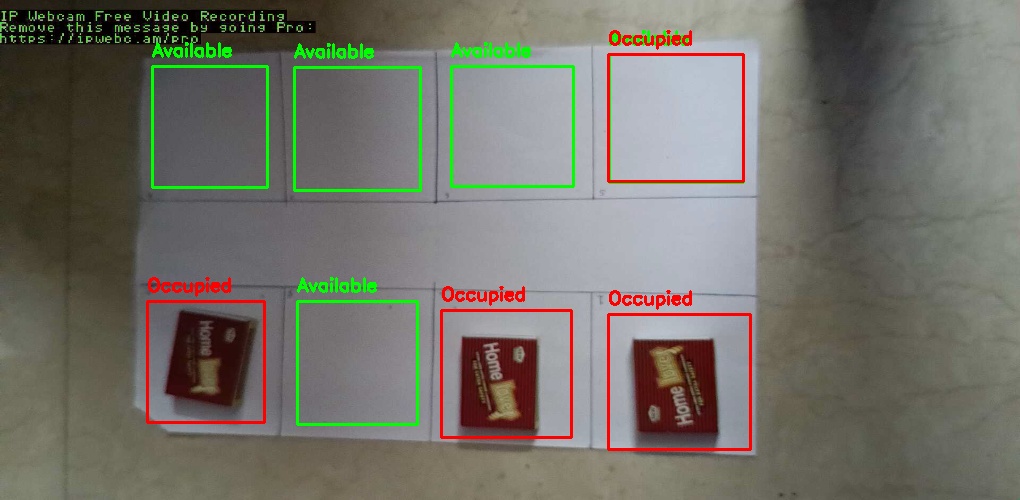 IP Webcam Free Video Recording
Remove this message by going Pro:
https://ipwebc.am/pro
Available
Available
Available
Occupied
Occupied
Available
Occupied
Occupied
Home
Home
Home